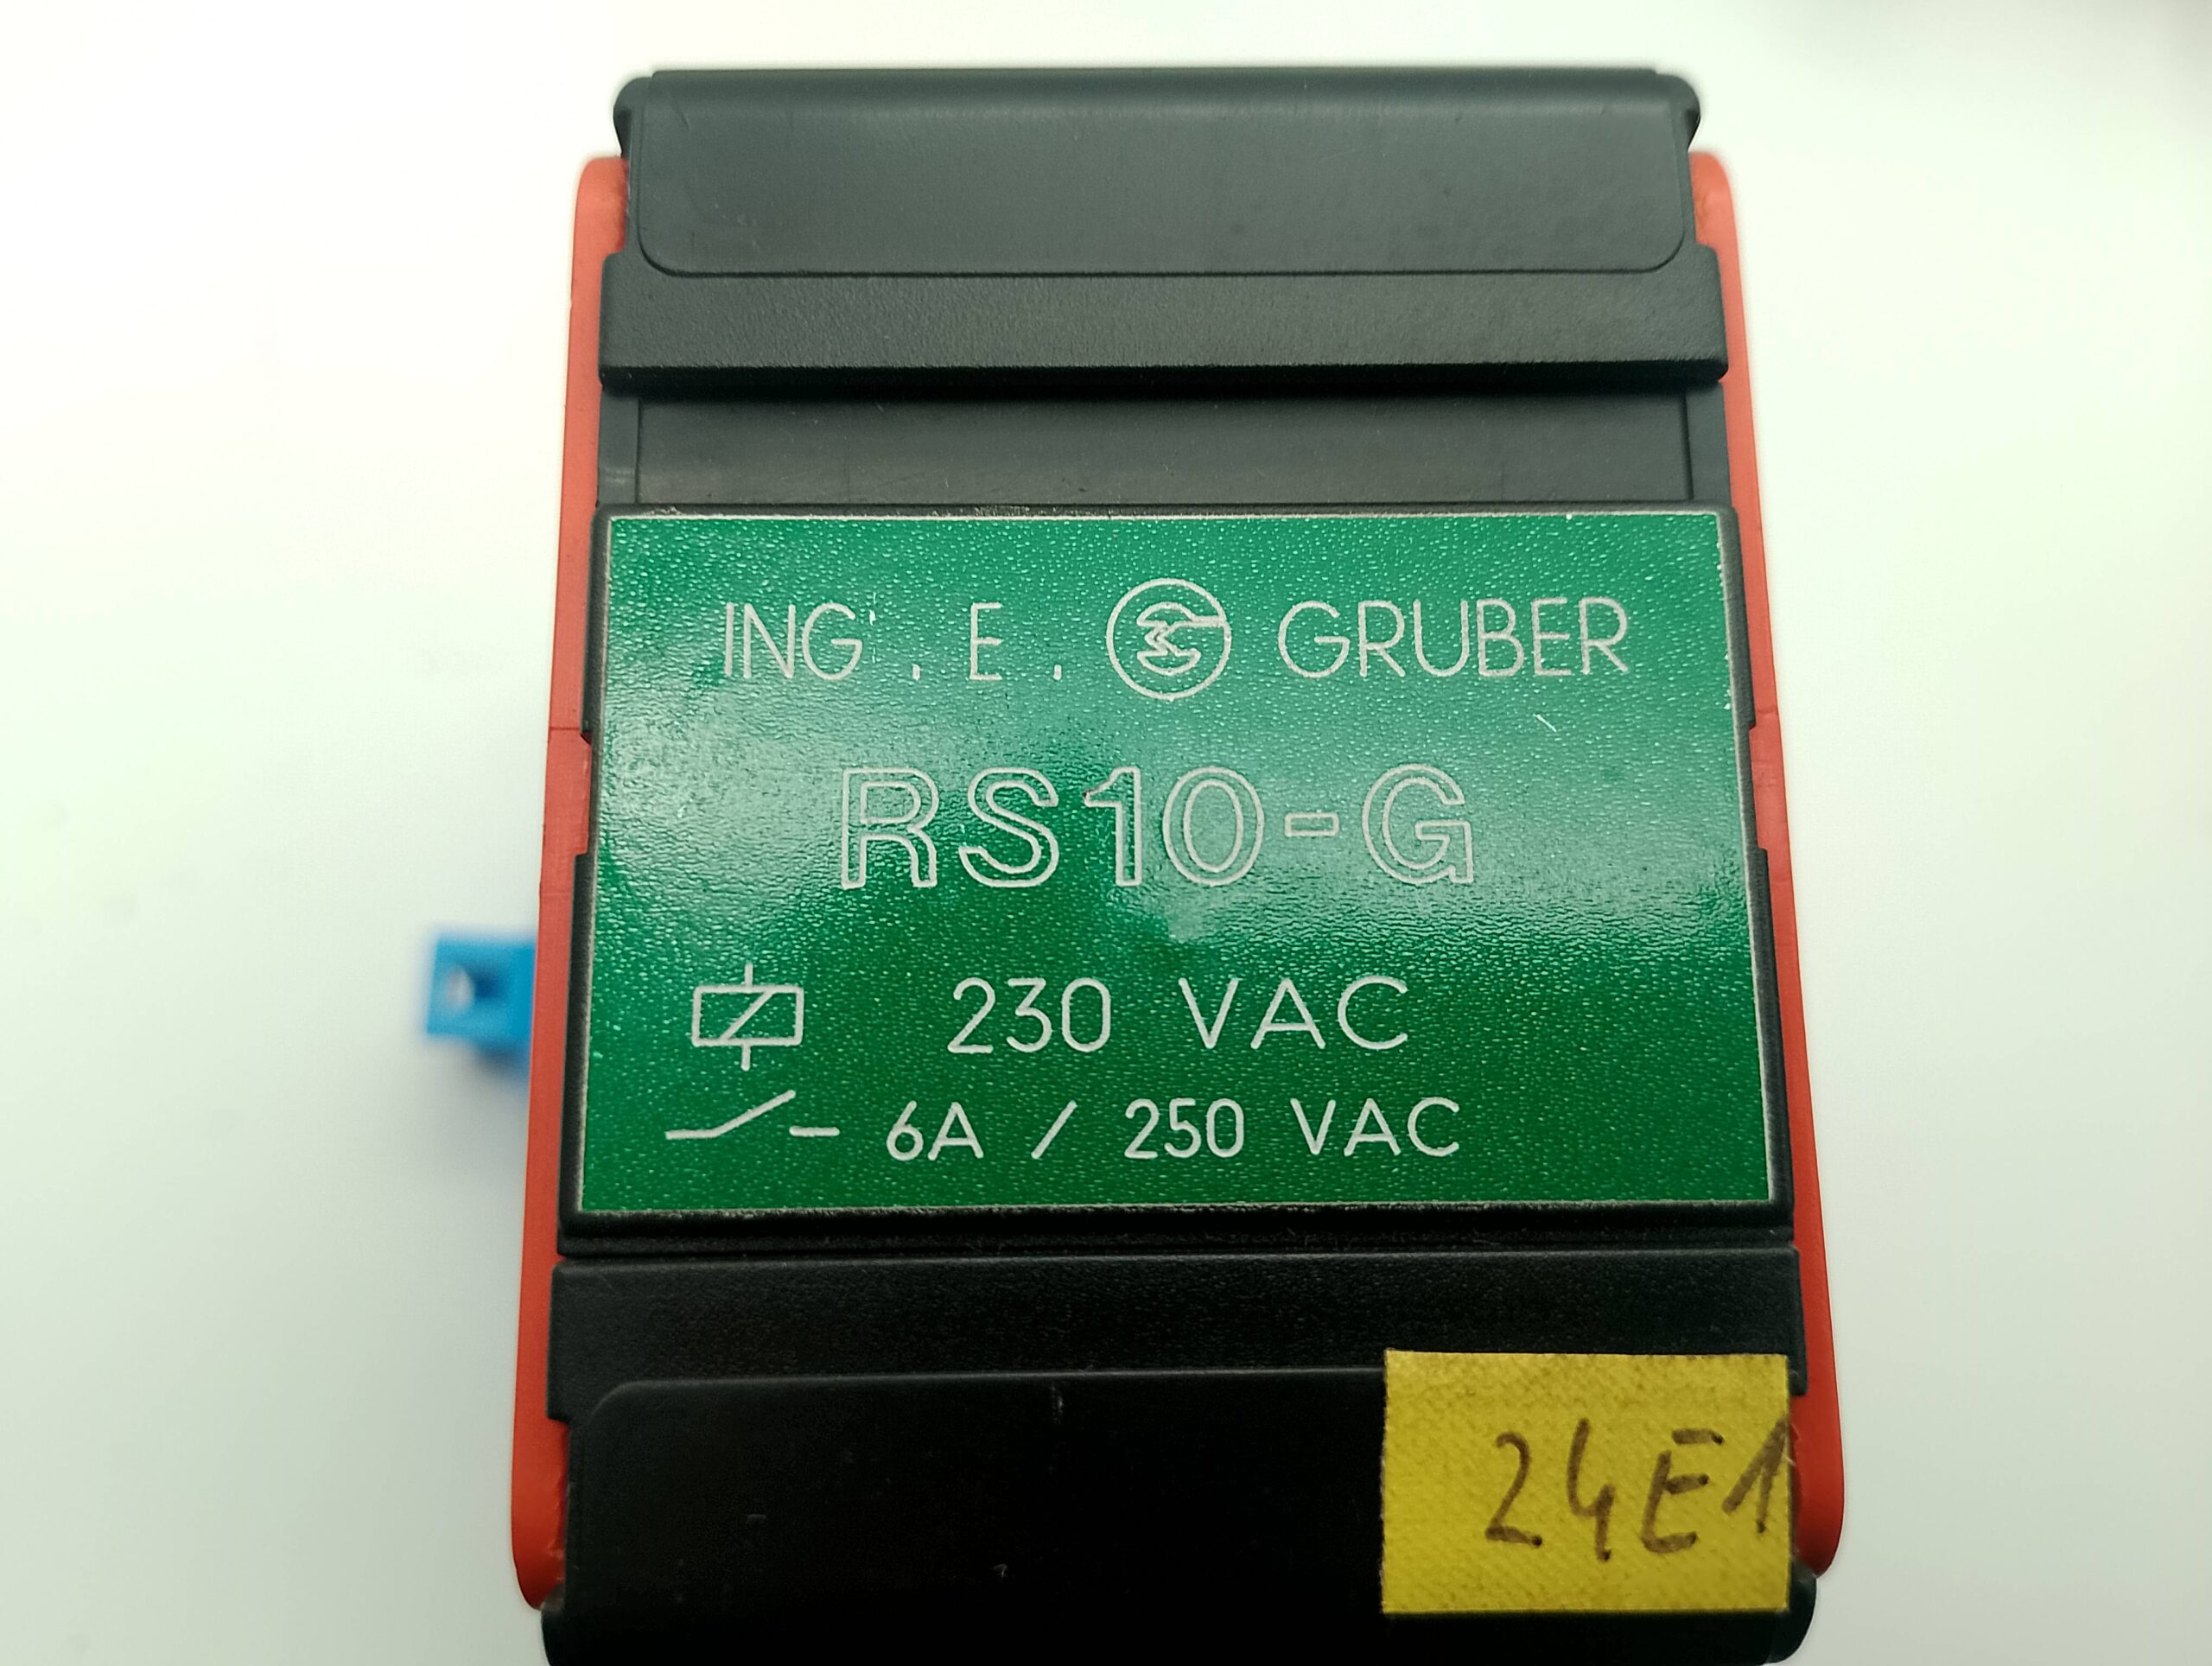 ING. E. GRUBER
RS10-G
230 VAC
6A / 250 VAC
24E1